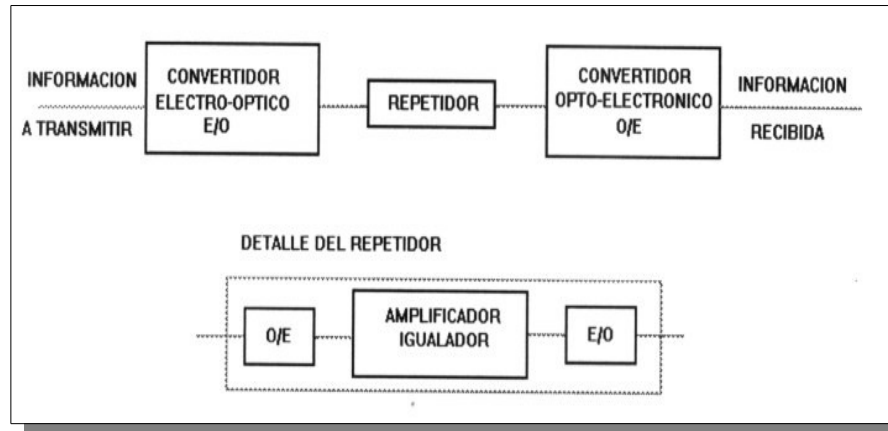 INFORMACION
A TRANSMITIR
CONVERTIDOR
ELECTRO-OPTICO
E/O
REPETIDOR
CONVERTIDOR
OPTO-ELECTRONICO
O/E
INFORMACION
RECIBIDA
DETALLE DEL REPETIDOR
O/E
AMPLIFICADOR
IGUALADOR
E/O